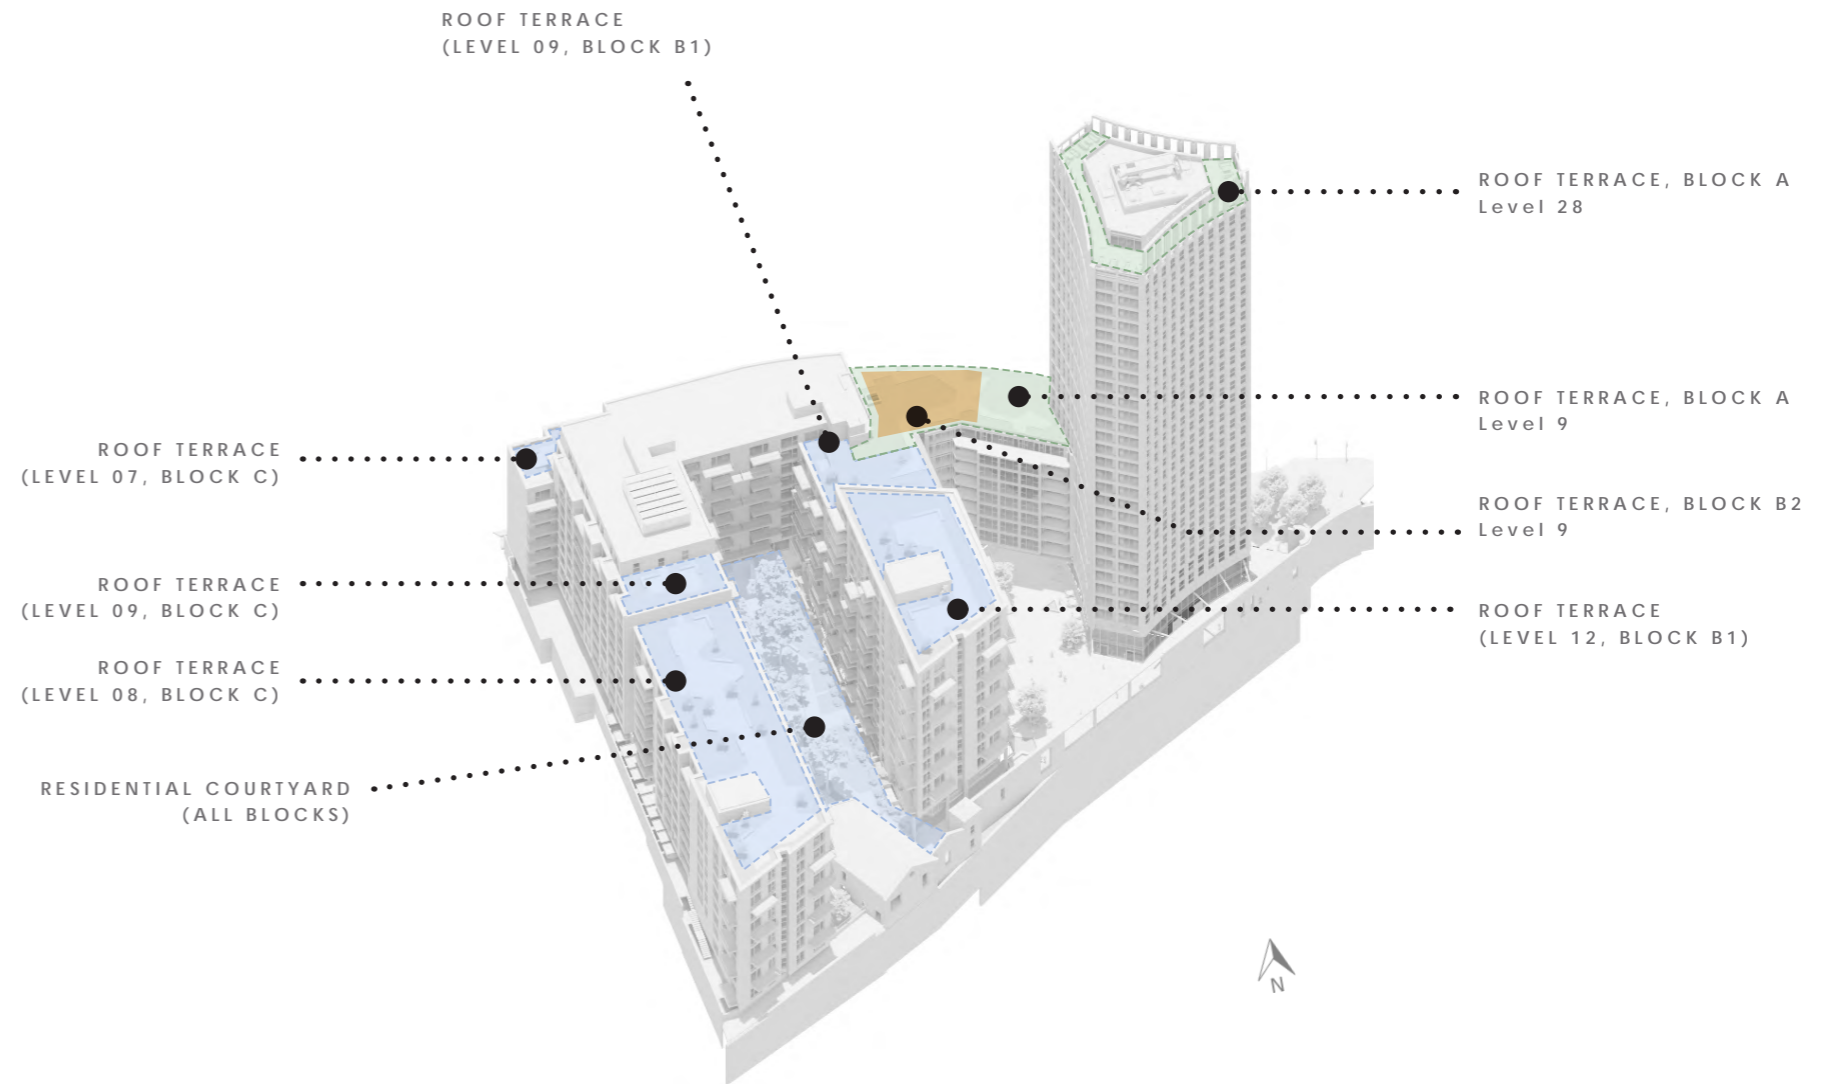 ROOF TERRACE
(LEVEL 09, BLOCK B1)
ROOF TERRACE, BLOCK A
Level 28
ROOF TERRACE, BLOCK A
Level 9
ROOF TERRACE
(LEVEL 07, BLOCK C)
ROOF TERRACE, BLOCK B2
Level 9
ROOF TERRACE
(LEVEL 09, BLOCK C)
ROOF TERRACE
(LEVEL 12, BLOCK B1)
ROOF TERRACE
(LEVEL 08, BLOCK C)
RESIDENTIAL COURTYARD
(ALL BLOCKS)
N